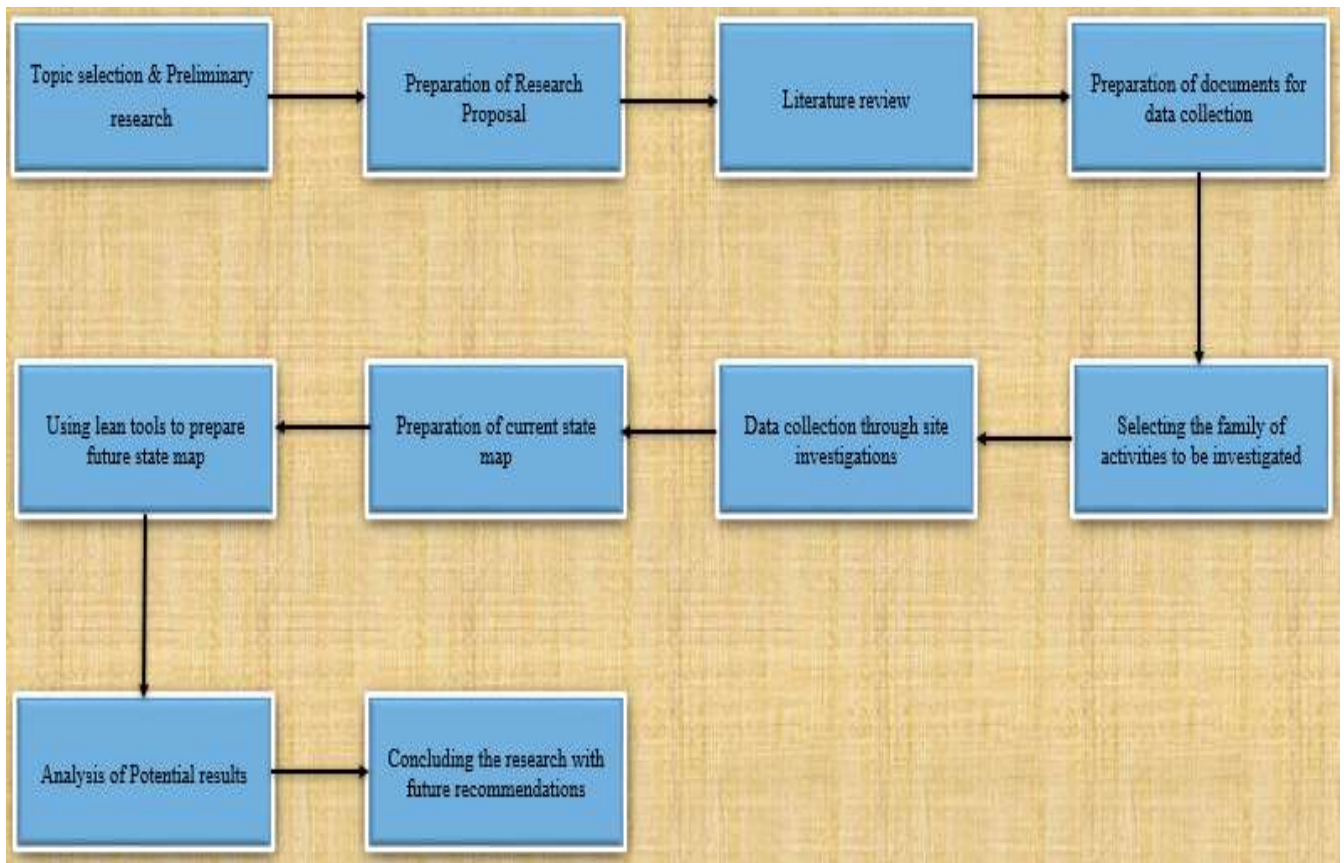 Topic selection & Preliminary
research
Preparation of Research
Proposal
Literature review
Preparation of documents for
data collection
Selecting the family of
activities to be investigated
Data collection through site
investigations
Preparation of current state
map
Using lean tools to prepare
future state map
Analysis of Potential results
Concluding the research with
future recommendations